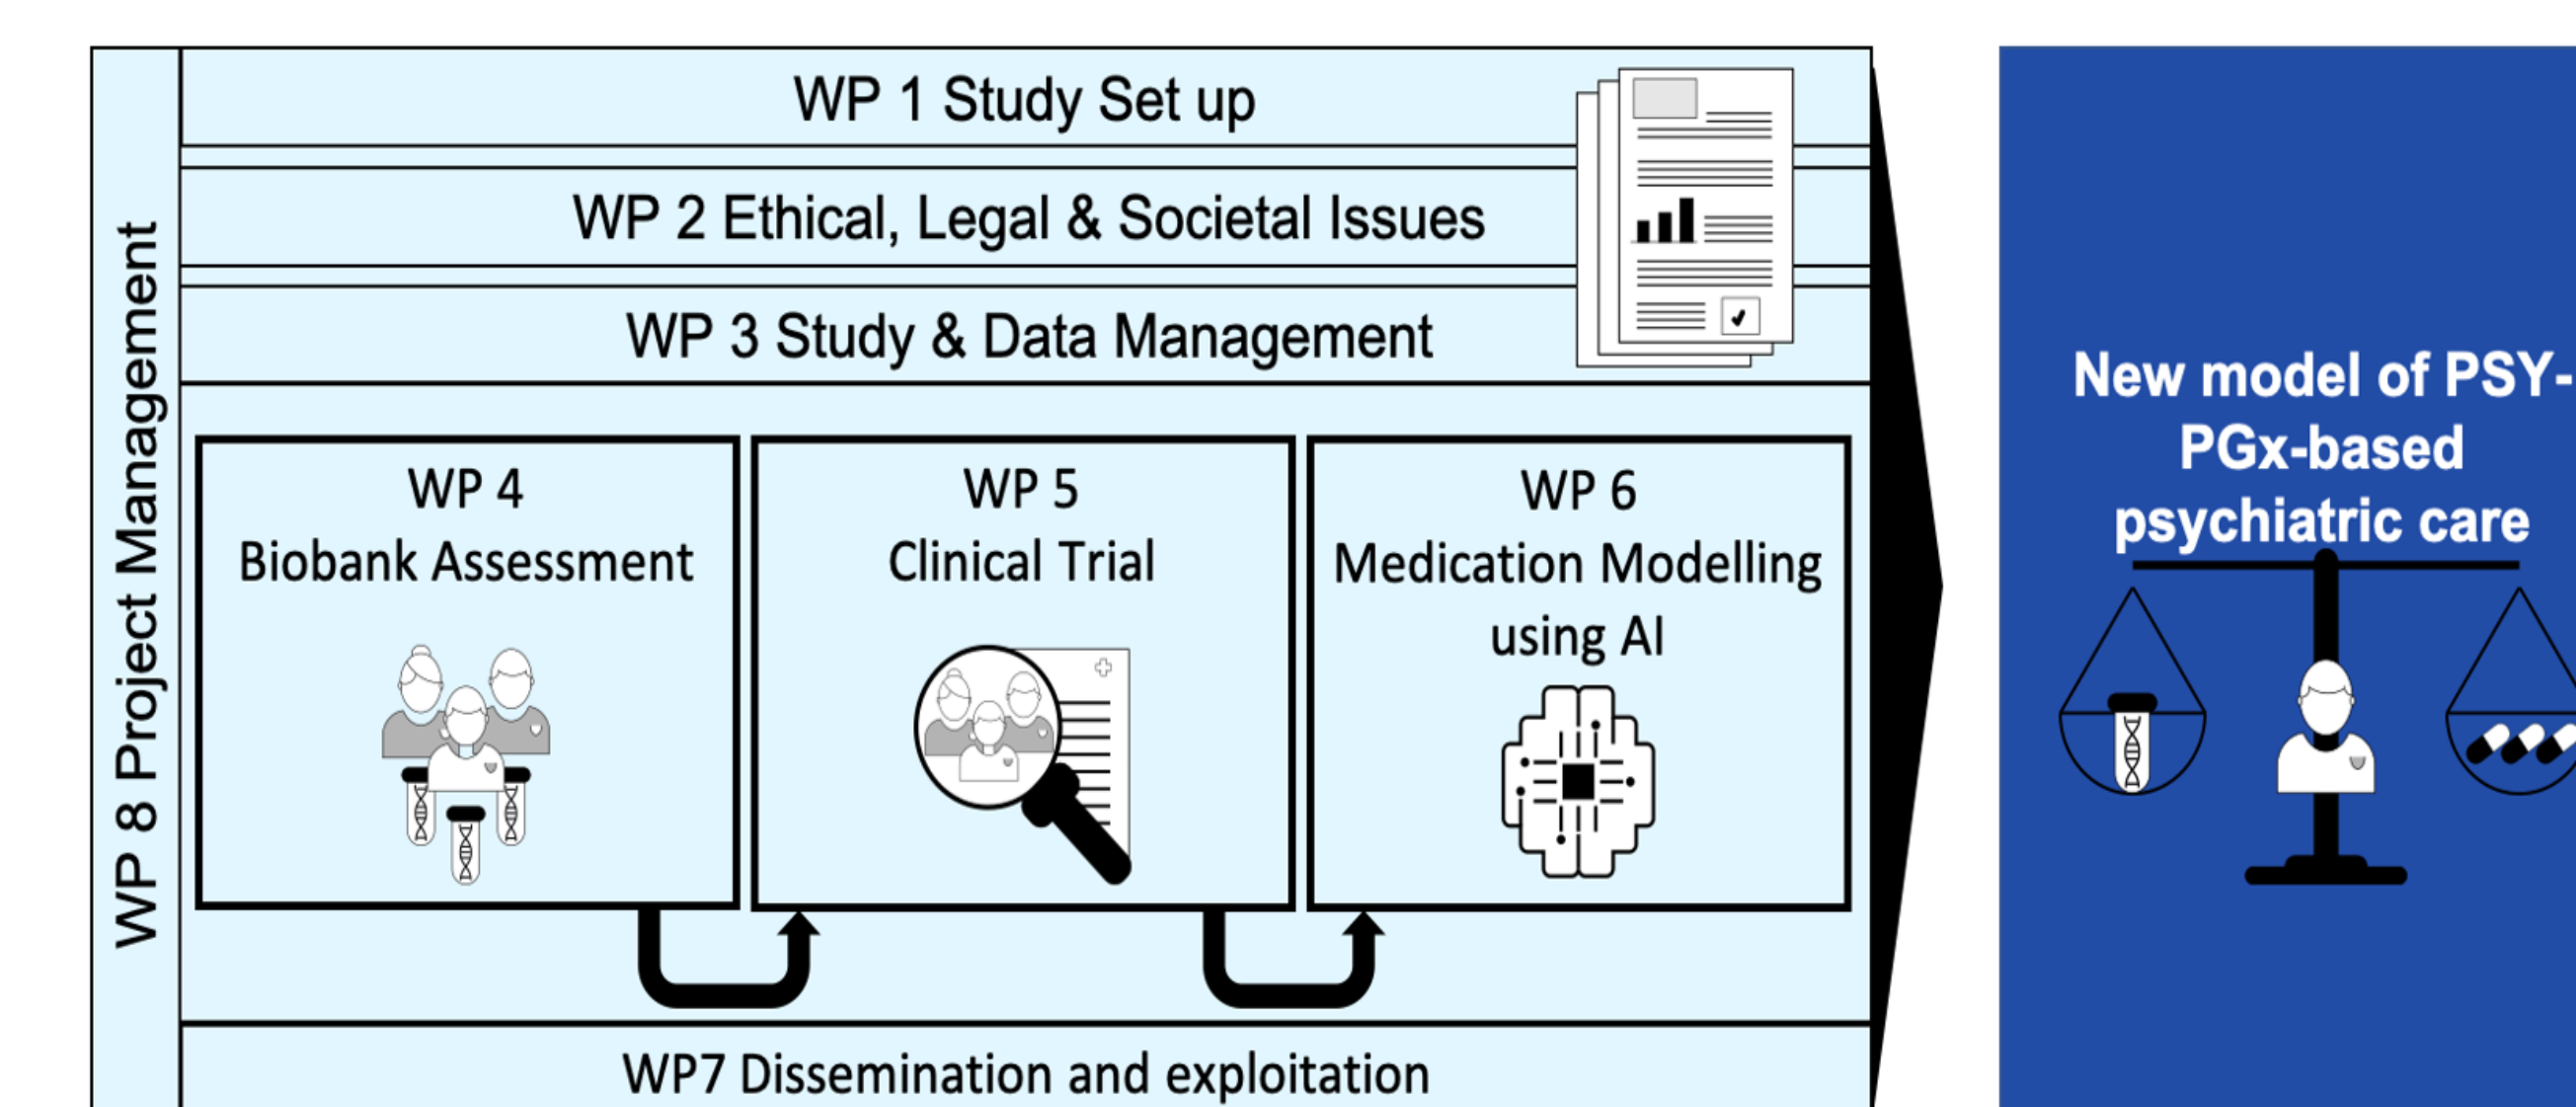 WP 8 Project Management
WP 1 Study Set up
WP 2 Ethical, Legal & Societal Issues
WP 3 Study & Data Management
WP 4
Biobank Assessment
WP 5
Clinical Trial
WP 6
Medication Modelling
using AI
WP7 Dissemination and exploitation
New model of PSY-
PGx-based
psychiatric care